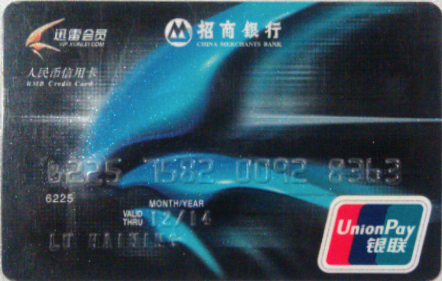 迅雷会员
VIP.XUNLEI.COM
招商银行
CHINA MERCHANTS BANK
人民币信用卡
RMB Credit Card
6225 7582 0092 8363
6225
MONTH/YEAR
VALID THRU 12/14
UnionPay
银联